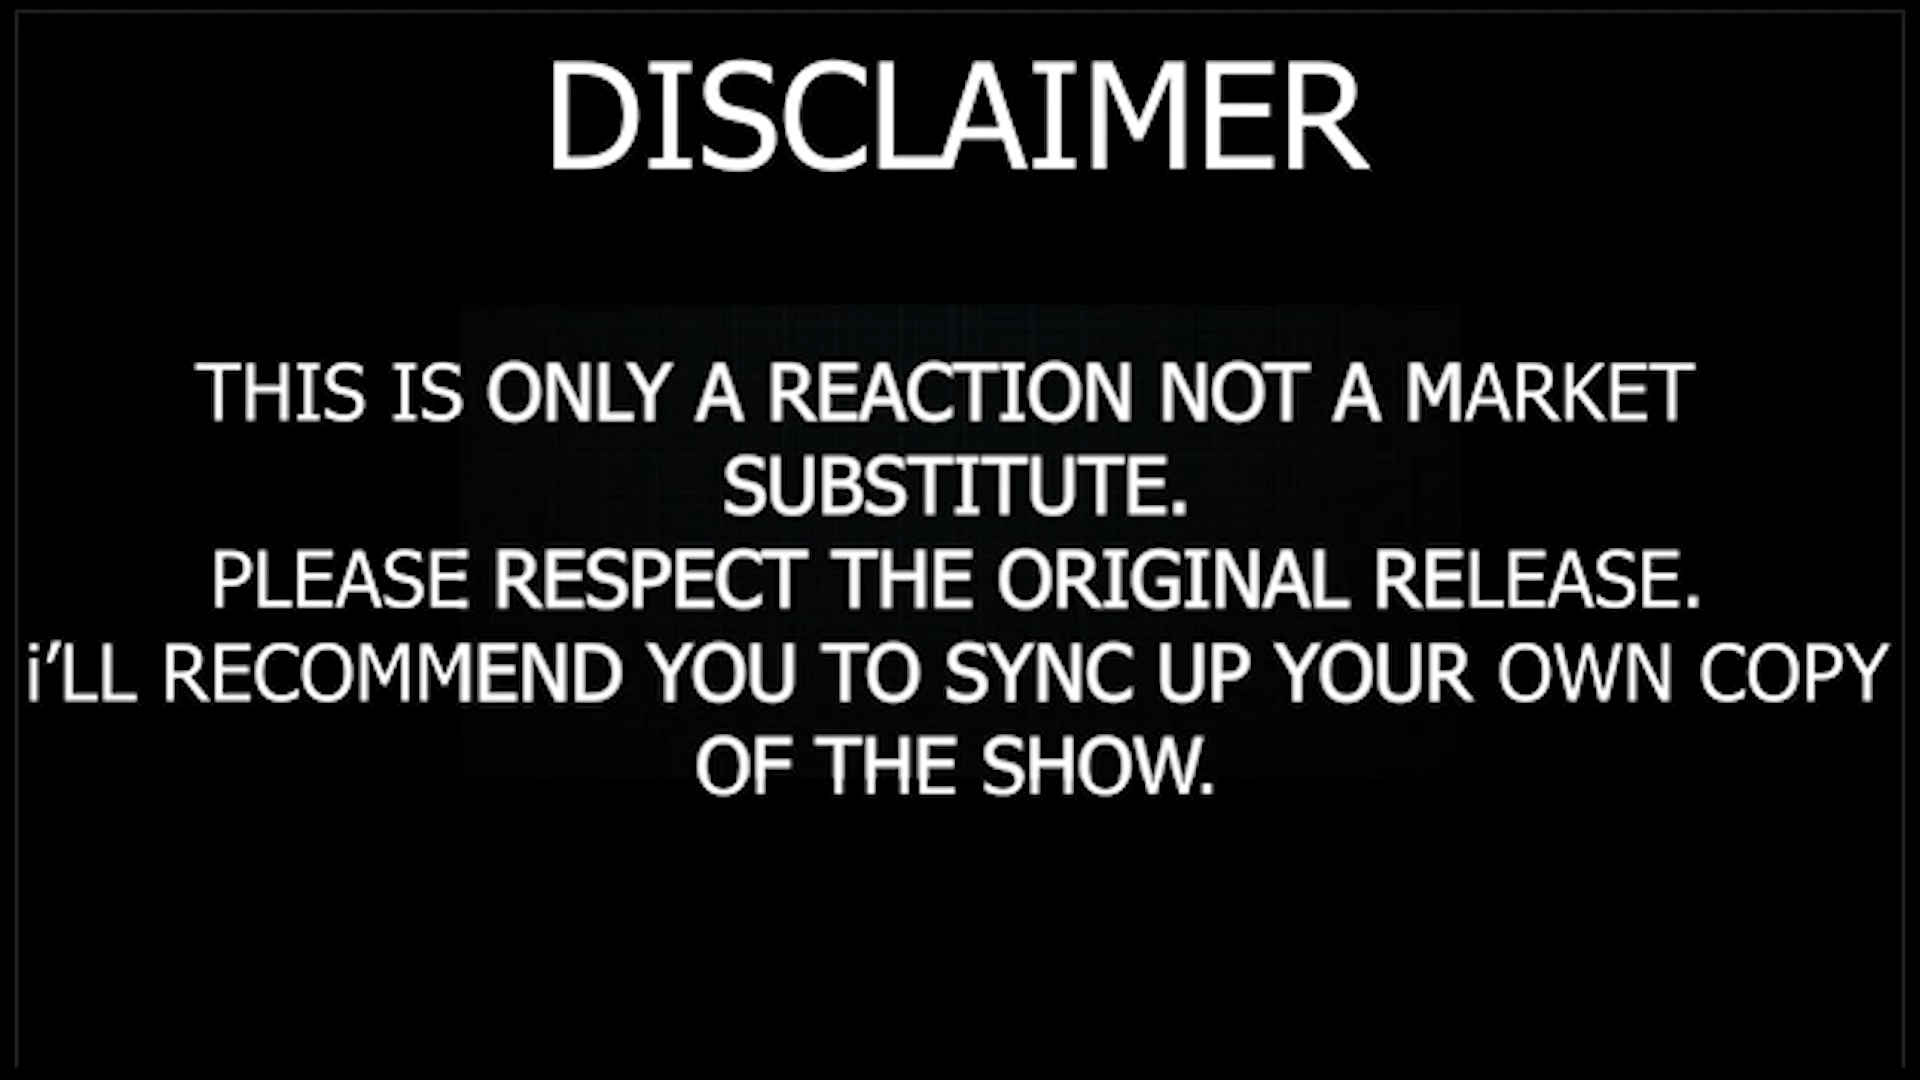 DISCLAIMER
THIS IS ONLY A REACTION NOT A MARKET
SUBSTITUTE.
PLEASE RESPECT THE ORIGINAL RELEASE.
i'LL RECOMMEND YOU TO SYNC UP YOUR OWN COPY
OF THE SHOW.